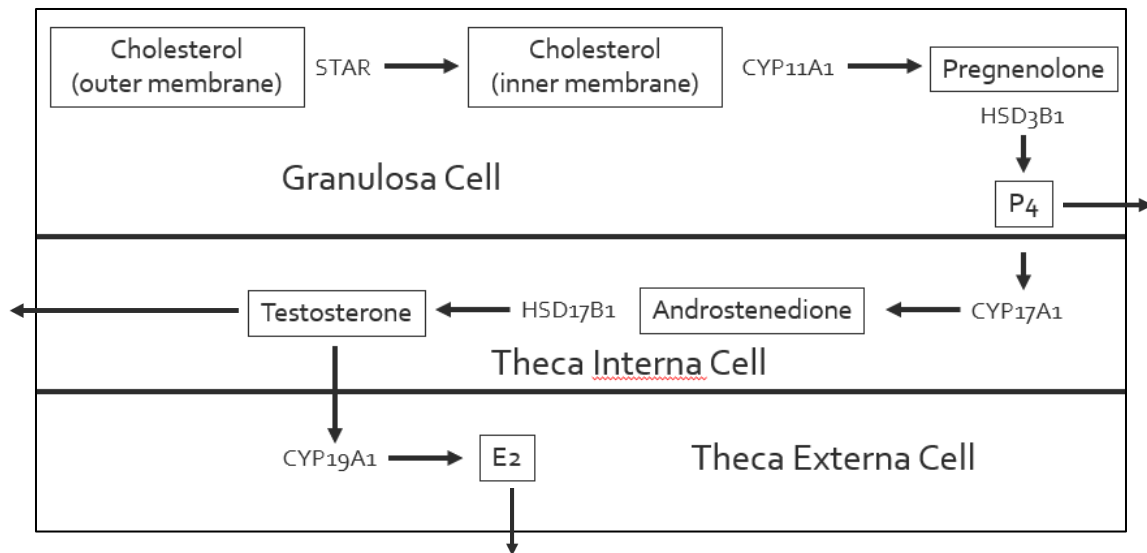 Cholesterol
(outer membrane)
STAR
Cholesterol
(inner membrane)
CYP11A1
Pregnenolone
HSD3B1
Granulosa Cell
P4
Testosterone
HSD17B1
Androstenedione
CYP17A1
Theca Interna Cell
CYP19A1
E2
Theca Externa Cell